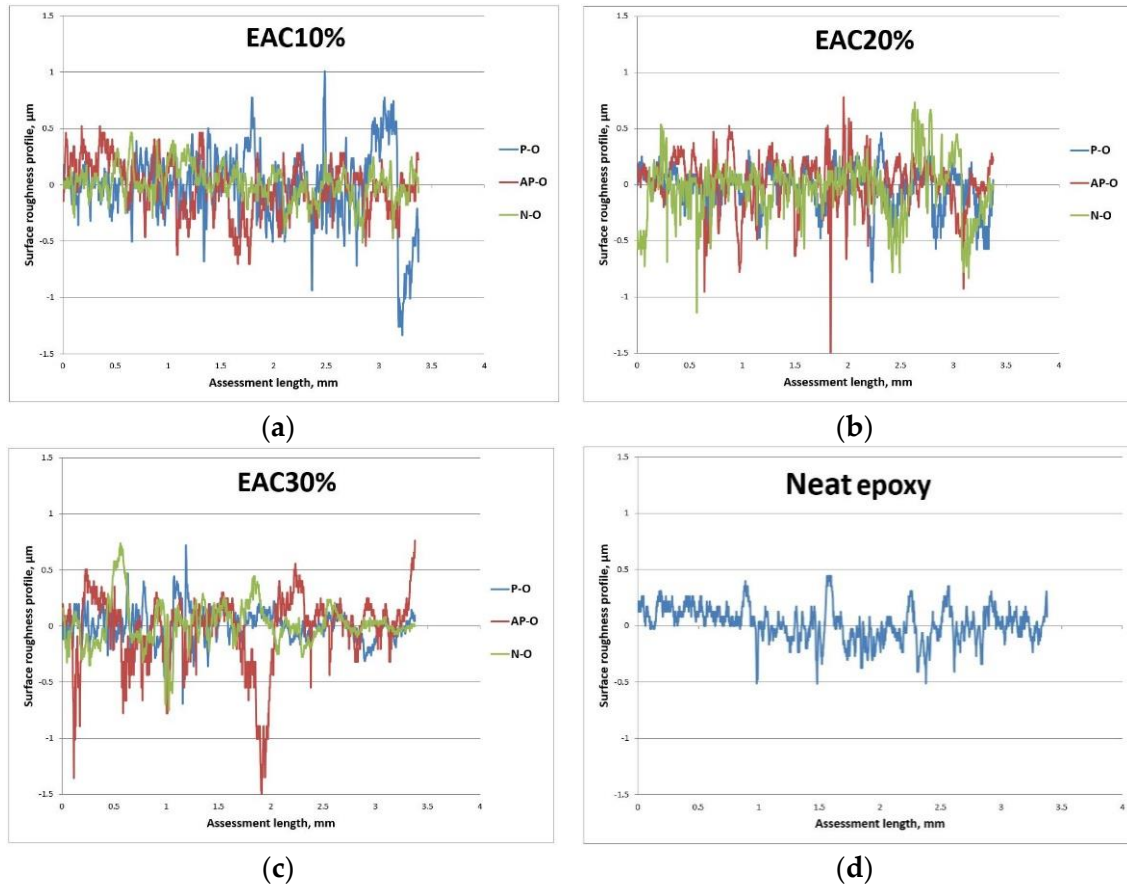 EAC10%
Surface roughness profile, µm
1.5
1
0.5
0
-0.5
-1
-1.5
0 0.5 1 1.5 2 2.5 3 3.5 4
Assessment length, mm
P-O
AP-O
N-O
(a)
EAC20%
Surface roughness profile, µm
1.5
1
0.5
0
-0.5
-1
-1.5
0 0.5 1 1.5 2 2.5 3 3.5 4
Assessment length, mm
P-O
AP-O
N-O
(b)
EAC30%
Surface roughness profile, µm
1.5
1
0.5
0
-0.5
-1
-1.5
0 0.5 1 1.5 2 2.5 3 3.5 4
Assessment length, mm
P-O
AP-O
N-O
(c)
Neat epoxy
Surface roughness profile, µm
1.5
1
0.5
0
-0.5
-1
-1.5
0 0.5 1 1.5 2 2.5 3 3.5 4
Assessment length, mm
(d)